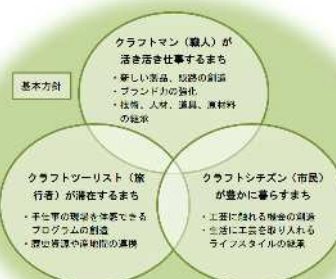 クラフトマン（職人）が
活き活き仕事するまち
・新しい製品、販路の創造
・ブランド力の強化
・技術、人材、道具、原材料
の継承
基本方針
クラフトツーリスト（旅
行者）が滞在するまち
・手仕事の現場を体感できる
プログラムの創造
・歴史資源や産地間の連携
クラフトシチズン（市民）
が豊かに暮らすまち
・工芸に触れる機会の創造
・生活に工芸を取り入れる
ライフスタイルの継承